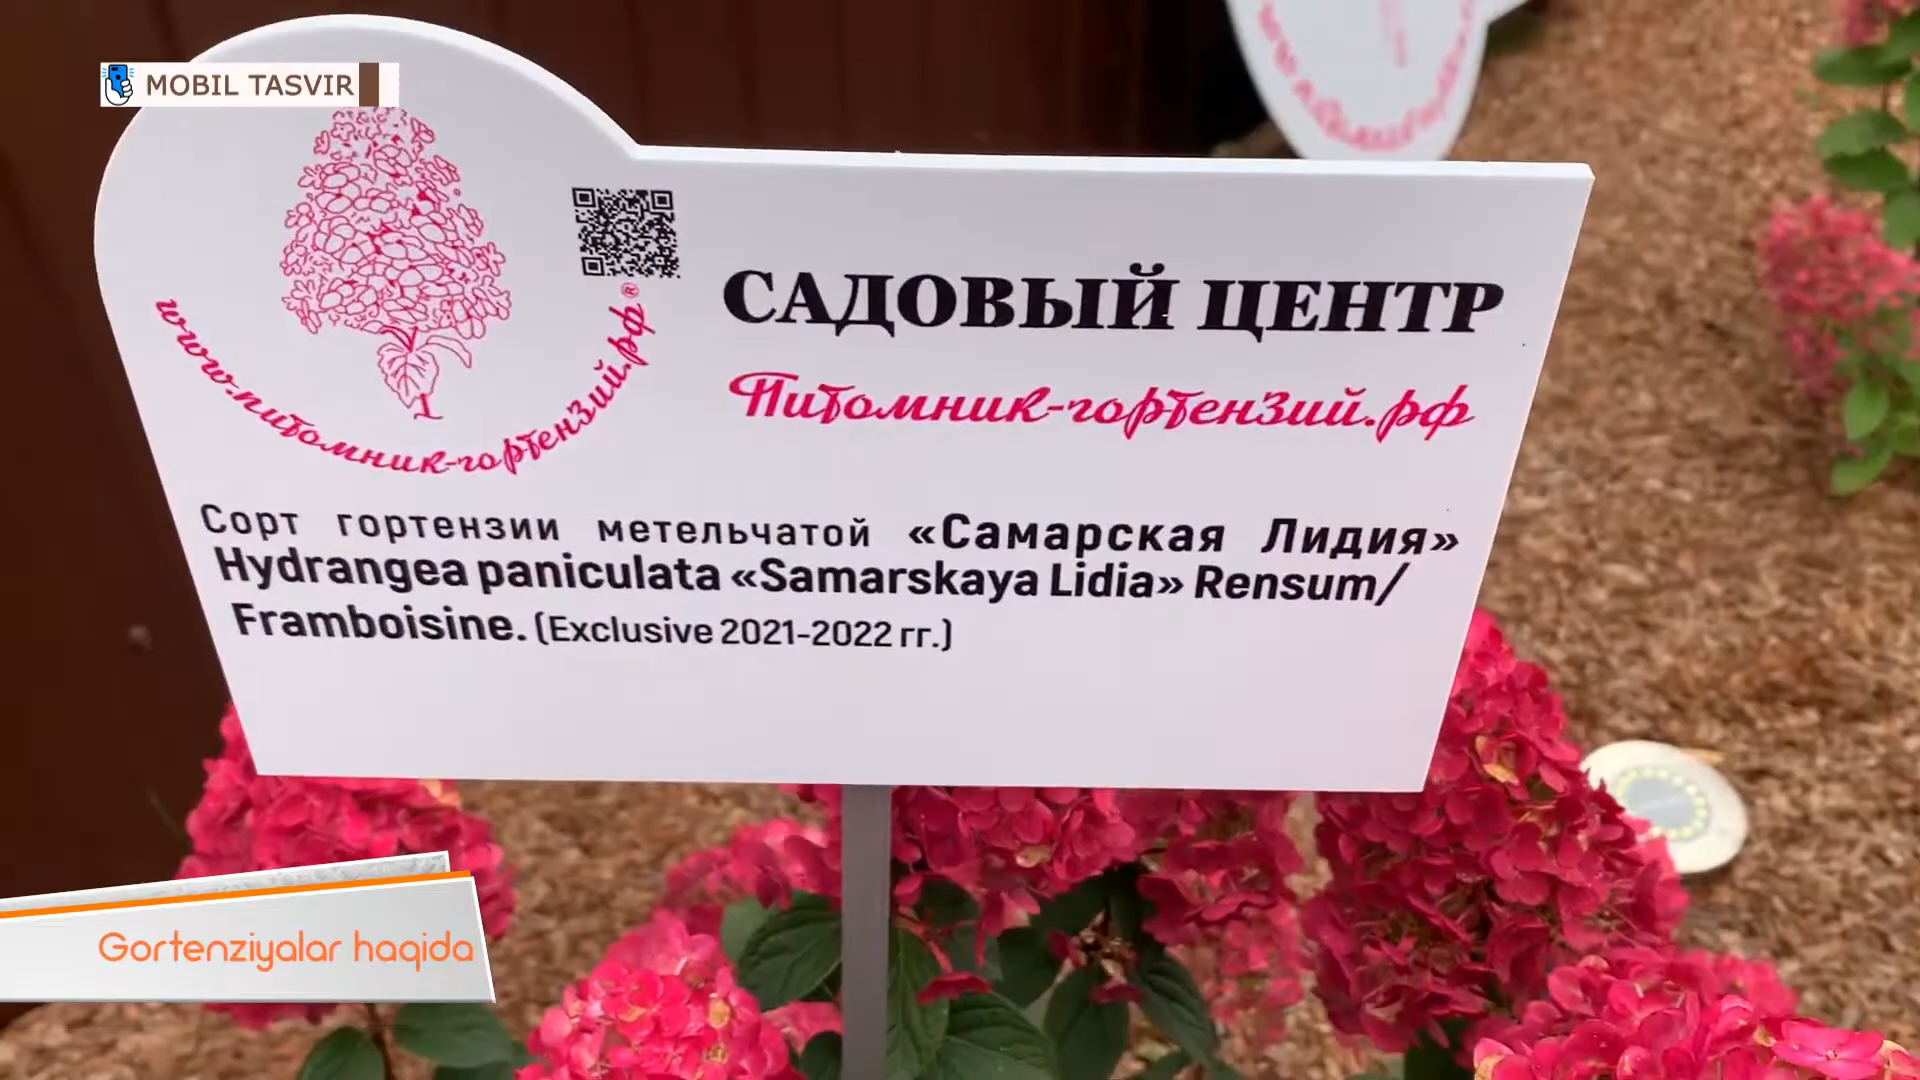 MOBIL TASVIR
www.питомник-гортензий.рф®
САДОВЫЙ ЦЕНТР
Питомник-гортензий.рф
Сорт гортензии метельчатой «Самарская Лидия»
Hydrangea paniculata «Samarskaya Lidia» Rensum/
Framboisine. (Exclusive 2021-2022 гг.)
Gortenziyalar haqida